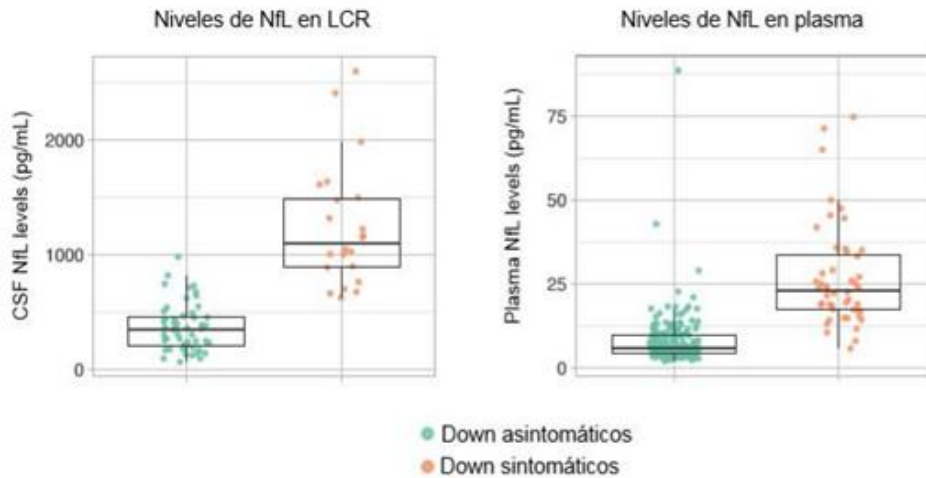 Niveles de NfL en LCR
CSF NfL levels (pg/mL)
2000
1000
0
Niveles de NfL en plasma
Plasma NfL levels (pg/mL)
75
50
25
0
Down asintomáticos
Down sintomáticos